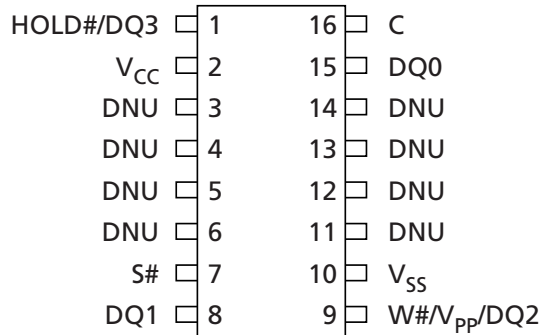 HOLD#/DQ3 1 16 C
VCC 2 15 DQ0
DNU 3 14 DNU
DNU 4 13 DNU
DNU 5 12 DNU
DNU 6 11 DNU
S# 7 10 VSS
DQ1 8 9 W#/VPP/DQ2